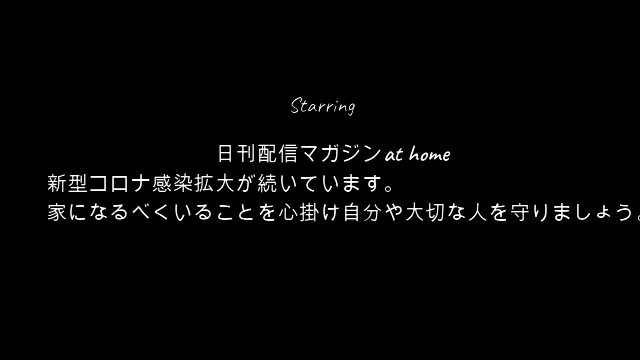 Starring
日刊配信マガジンat home
新型コロナ感染拡大が続いています。
家になるべくいることを心掛け自分や大切な人を守りましょう。